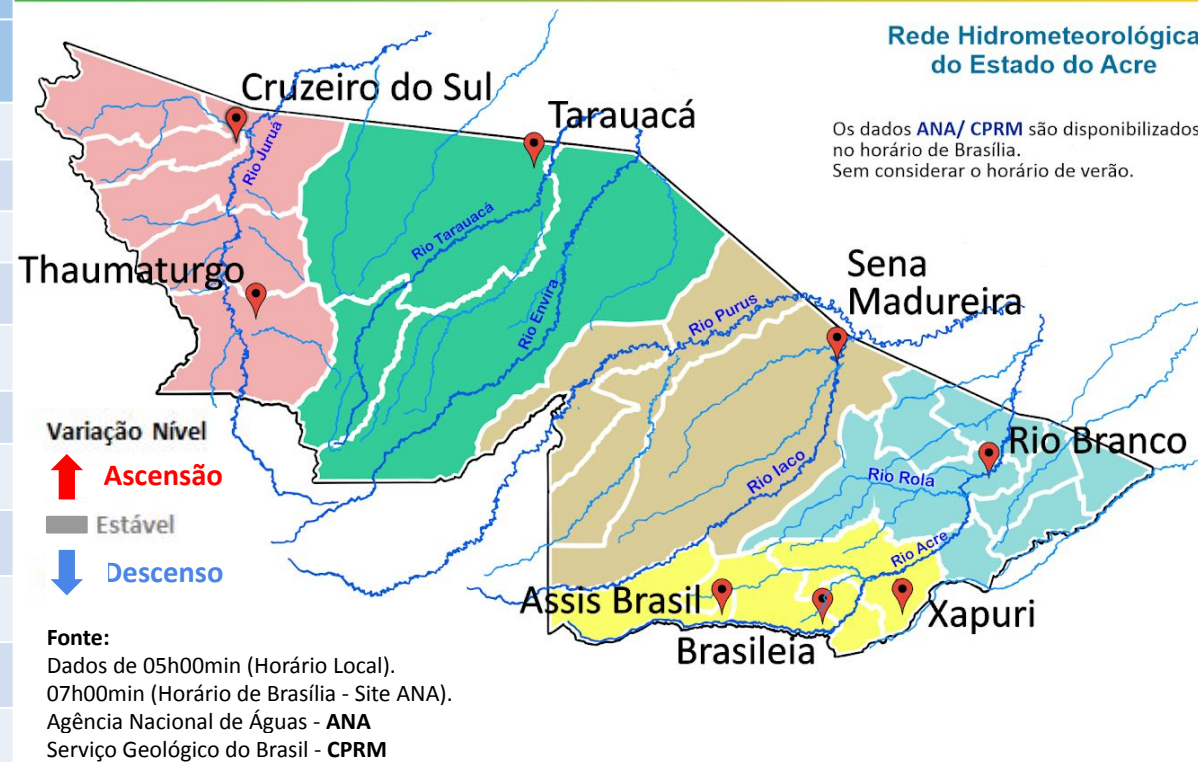 Rede Hidrometeorológica
do Estado do Acre
Os dados ANA/ CPRM são disponibilizados
no horário de Brasília.
Sem considerar o horário de verão.
Cruzeiro do Sul
Tarauacá
Rio Juruá
Rio Tarauacá
Thaumaturgo
Rio Envira
Sena
Madureira
Rio Purus
Rio Branco
Rio Iaco
Rio Rolá
Rio Acre
Assis Brasil
Xapuri
Brasileia
Variação Nível
Ascensão
Estável
Descenso
Fonte:
Dados de 05h00min (Horário Local).
07h00min (Horário de Brasília - Site ANA).
Agência Nacional de Águas - ANA
Serviço Geológico do Brasil - CPRM